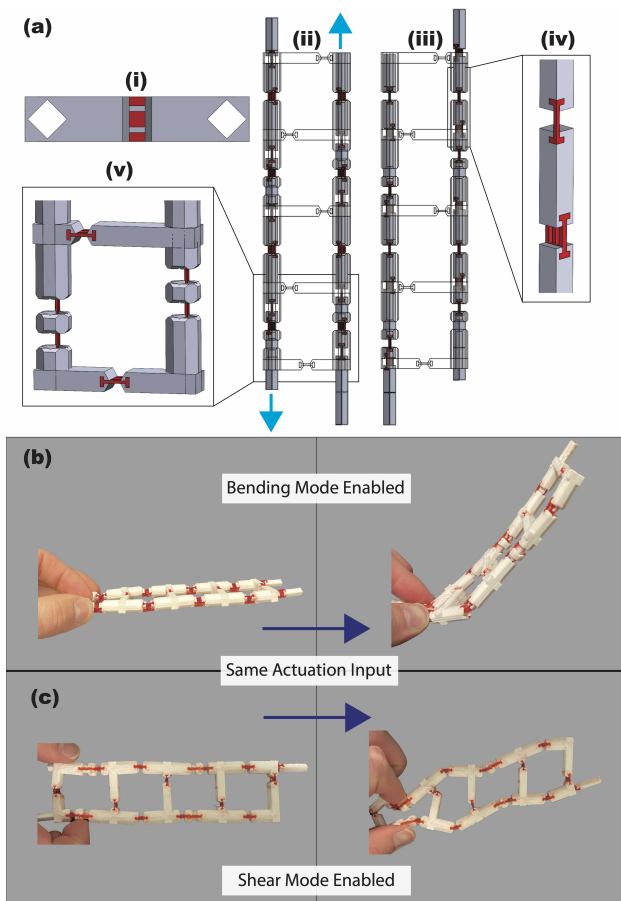 (a)
(i)
(ii)
(iii)
(iv)
(v)
(b)
Bending Mode Enabled
Same Actuation Input
(c)
Shear Mode Enabled